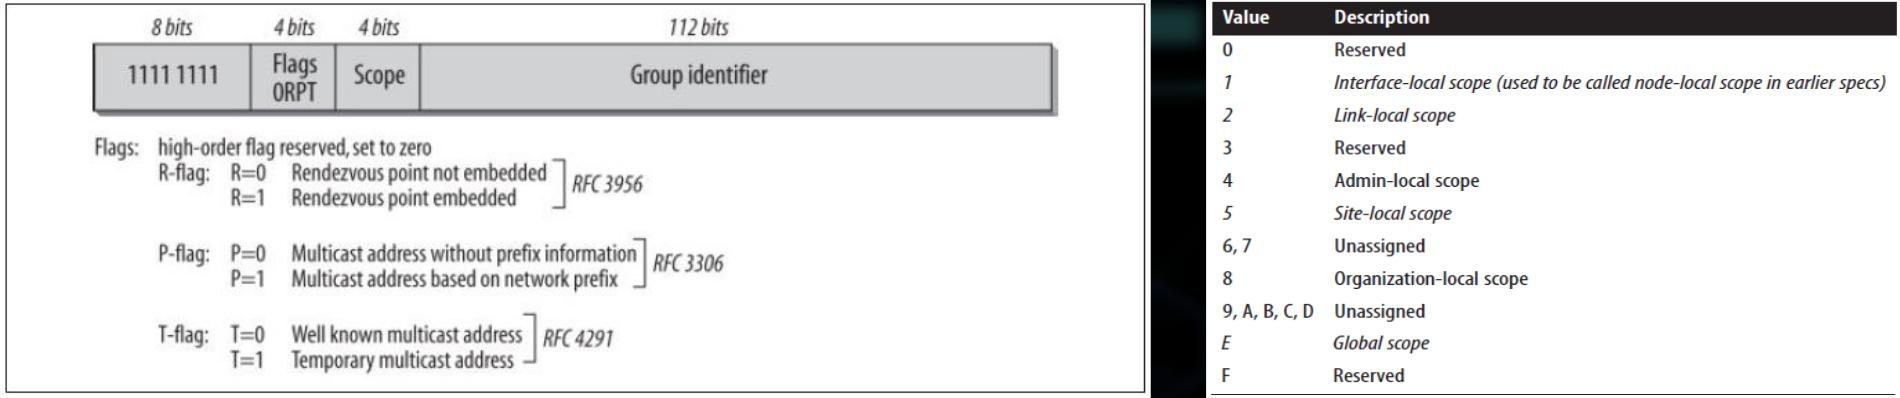 8 bits 4 bits 4 bits 112 bits
1111 1111 Flags 0RPT Scope Group identifier
Flags: high-order flag reserved, set to zero
R-flag: R=0 Rendezvous point not embedded
R=1 Rendezvous point embedded
RFC 3956
P-flag: P=0 Multicast address without prefix information
P=1 Multicast address based on network prefix
RFC 3306
T-flag: T=0 Well known multicast address
T=1 Temporary multicast address
RFC 4291
Value Description
0 Reserved
1 Interface-local scope (used to be called node-local scope in earlier specs)
2 Link-local scope
3 Reserved
4 Admin-local scope
5 Site-local scope
6, 7 Unassigned
8 Organization-local scope
9, A, B, C, D Unassigned
E Global scope
F Reserved